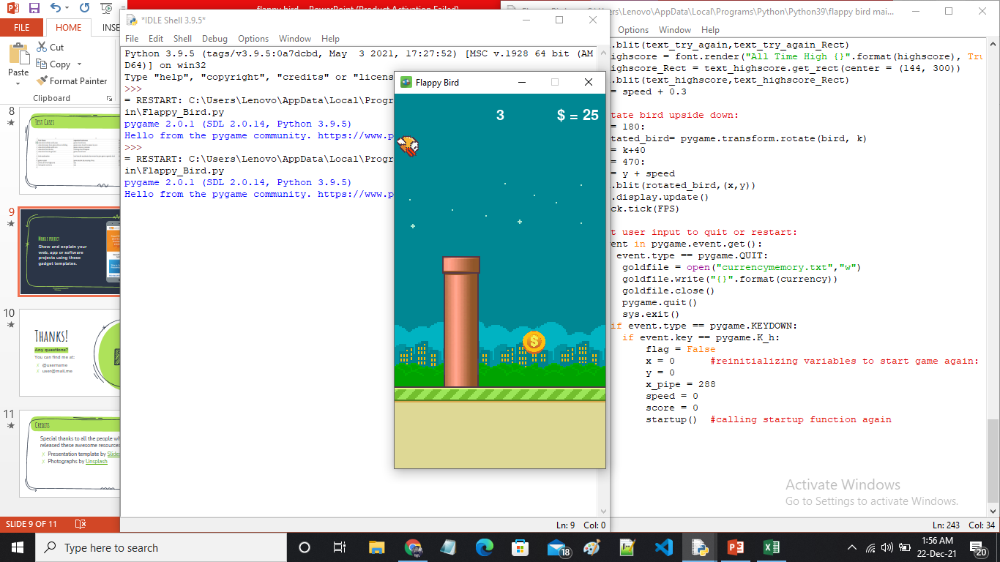 flappy bird - PowerPoint (Product Activation Failed)
FILE
HOME
INSE
Paste
Cut
Copy
Format Painter
Clipboard
8
Test Cases
9
Mobile project
Show and explain your
web, app or software
projects using these
gadget templates.
10
Thanks!
Any questions?
You can find me at:
@username
user@mail.me
11
Credits
Special thanks to all the people wh
released these awesome resources
Presentation template by Slides
Photographs by Unsplash
SLIDE 9 OF 11
*IDLE Shell 3.9.5*
File Edit Shell Debug Options Window Help
Python 3.9.5 (tags/v3.9.5:0a7dcbd, May  3 2021, 17:27:52) [MSC v.1928 64 bit (AM
D64)] on win32
Type "help", "copyright", "credits" or "licens
>>>
= RESTART: C:\Users\Lenovo\AppData\Local\Progr
in\Flappy_Bird.py
pygame 2.0.1 (SDL 2.0.14, Python 3.9.5)
Hello from the pygame community. https://www.p
>>>
= RESTART: C:\Users\Lenovo\AppData\Local\Progr
in\Flappy_Bird.py
pygame 2.0.1 (SDL 2.0.14, Python 3.9.5)
Hello from the pygame community. https://www.p
Ln: 9 Col: 0
Flappy Bird
3
$ = 25
$
Lenovo\AppData\Local\Programs\Python\Python39\flappy bird mai...
Options Window Help
.blit(text_try_again,text_try_again_Rect)
ighscore = font.render("All Time High {}".format(highscore), Tru
ighscore_Rect = text_highscore.get_rect(center = (144, 300))
.blit(text_highscore,text_highscore_Rect)
= speed + 0.3
tate bird upside down:
= 180:
tated_bird= pygame.transform.rotate(bird, k)
= k+40
= 470:
= y + speed
.blit(rotated_bird,(x,y))
.display.update()
ck.tick(FPS)
t user input to quit or restart:
ent in pygame.event.get():
event.type == pygame.QUIT:
goldfile = open("currencymemory.txt","w")
goldfile.write("{}".format(currency))
goldfile.close()
pygame.quit()
sys.exit()
if event.type == pygame.KEYDOWN:
if event.key == pygame.K_h:
flag = False
x = 0      #reinitializing variables to start game again:
y = 0
x_pipe = 288
speed = 0
score = 0
startup()  #calling startup function again
Activate Windows
Go to Settings to activate Windows.
Ln: 243 Col: 34
Type here to search
18
1:56 AM
22-Dec-21
20